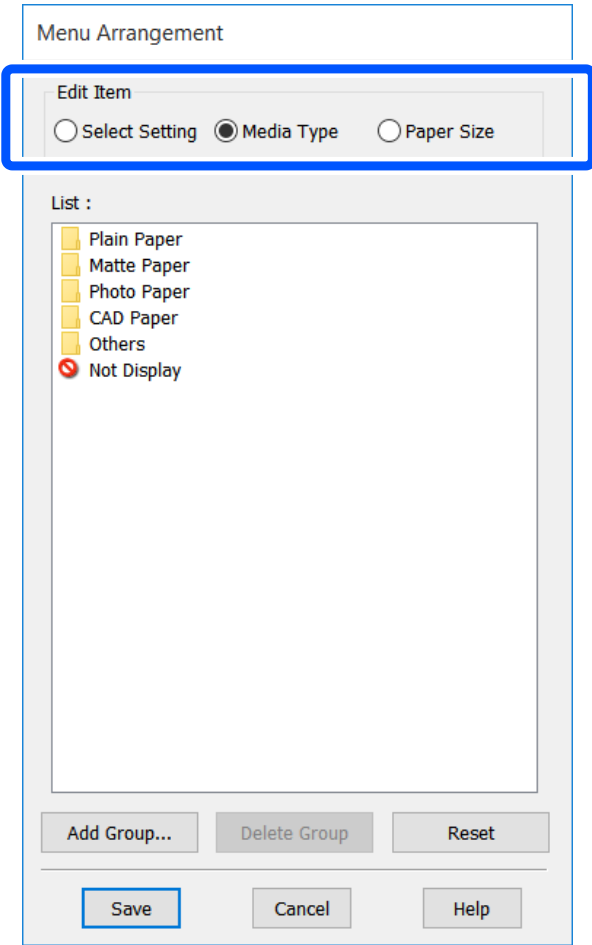 Menu Arrangement
Edit Item
Select Setting Media Type Paper Size
List :
Plain Paper
Matte Paper
Photo Paper
CAD Paper
Others
Not Display
Add Group... Delete Group Reset
Save Cancel Help